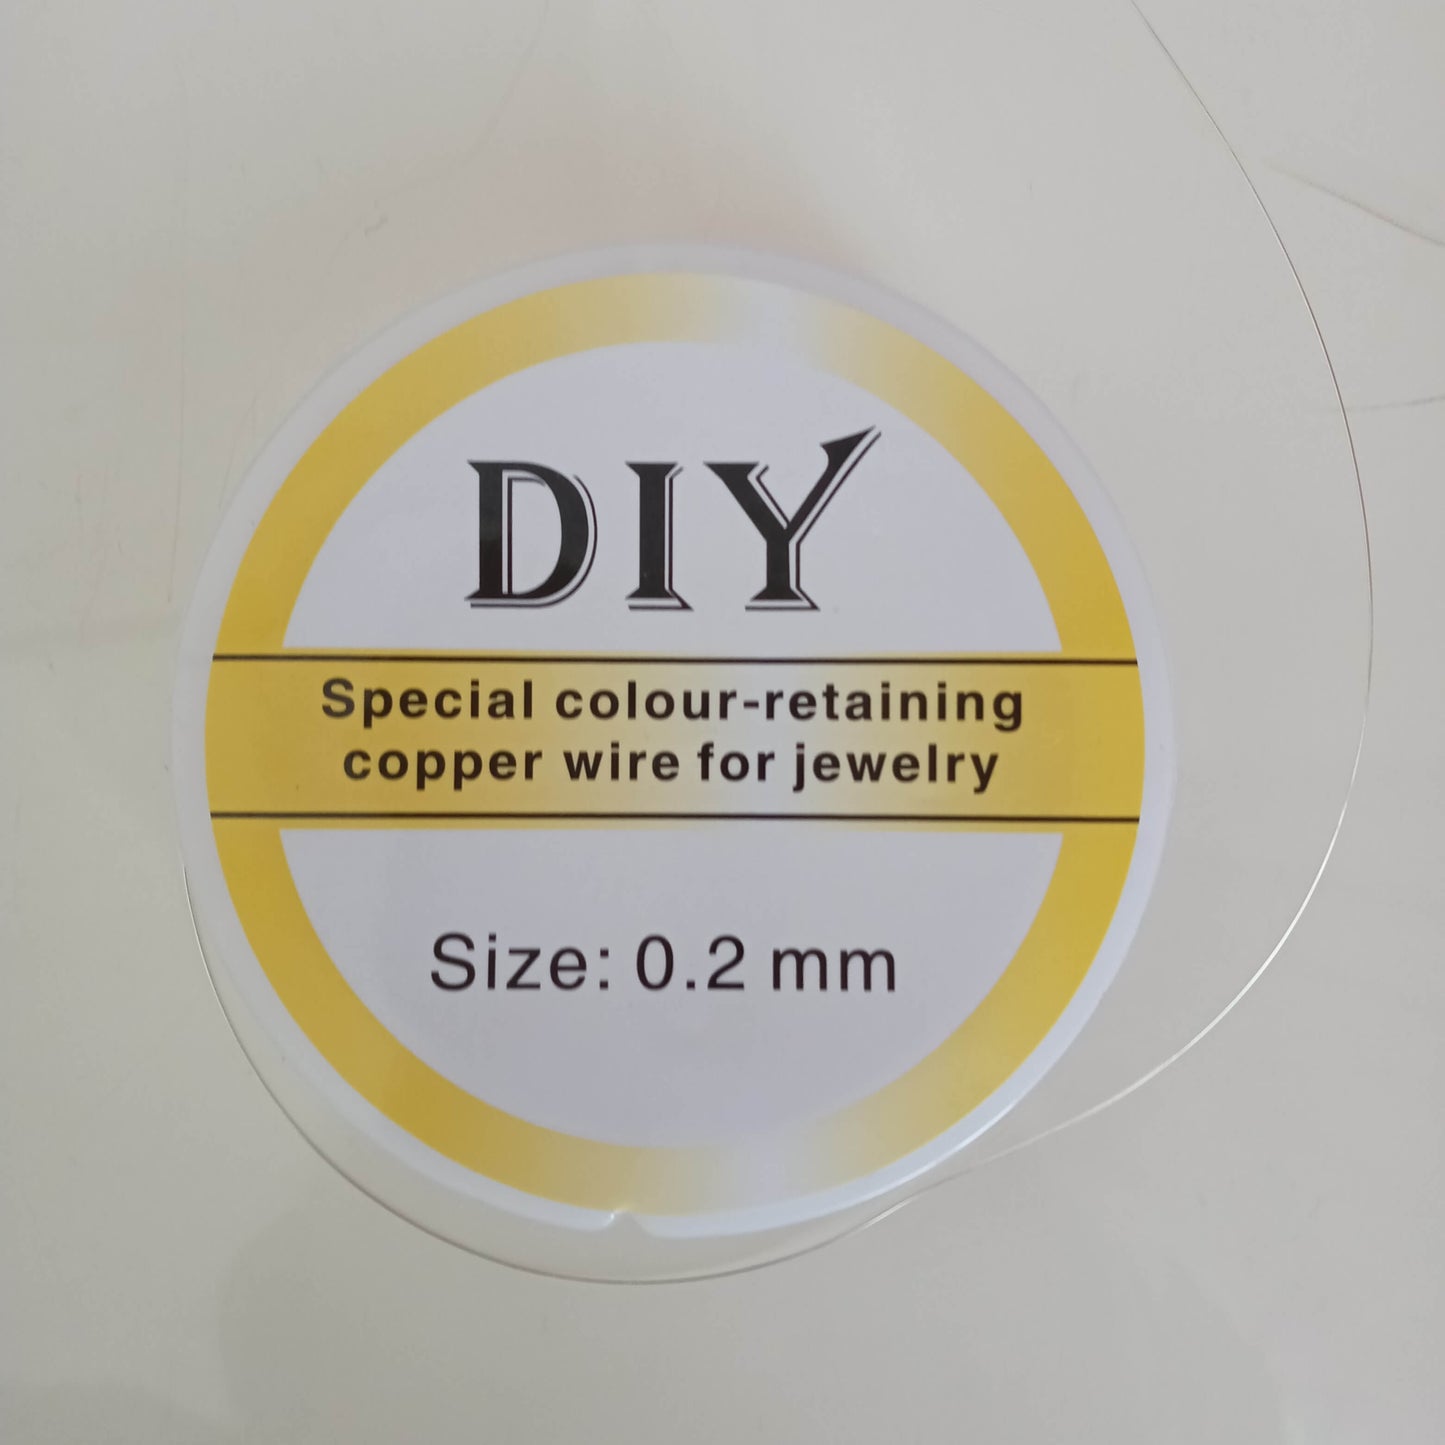 DIY
Special colour-retaining
copper wire for jewelry
Size: 0.2 mm